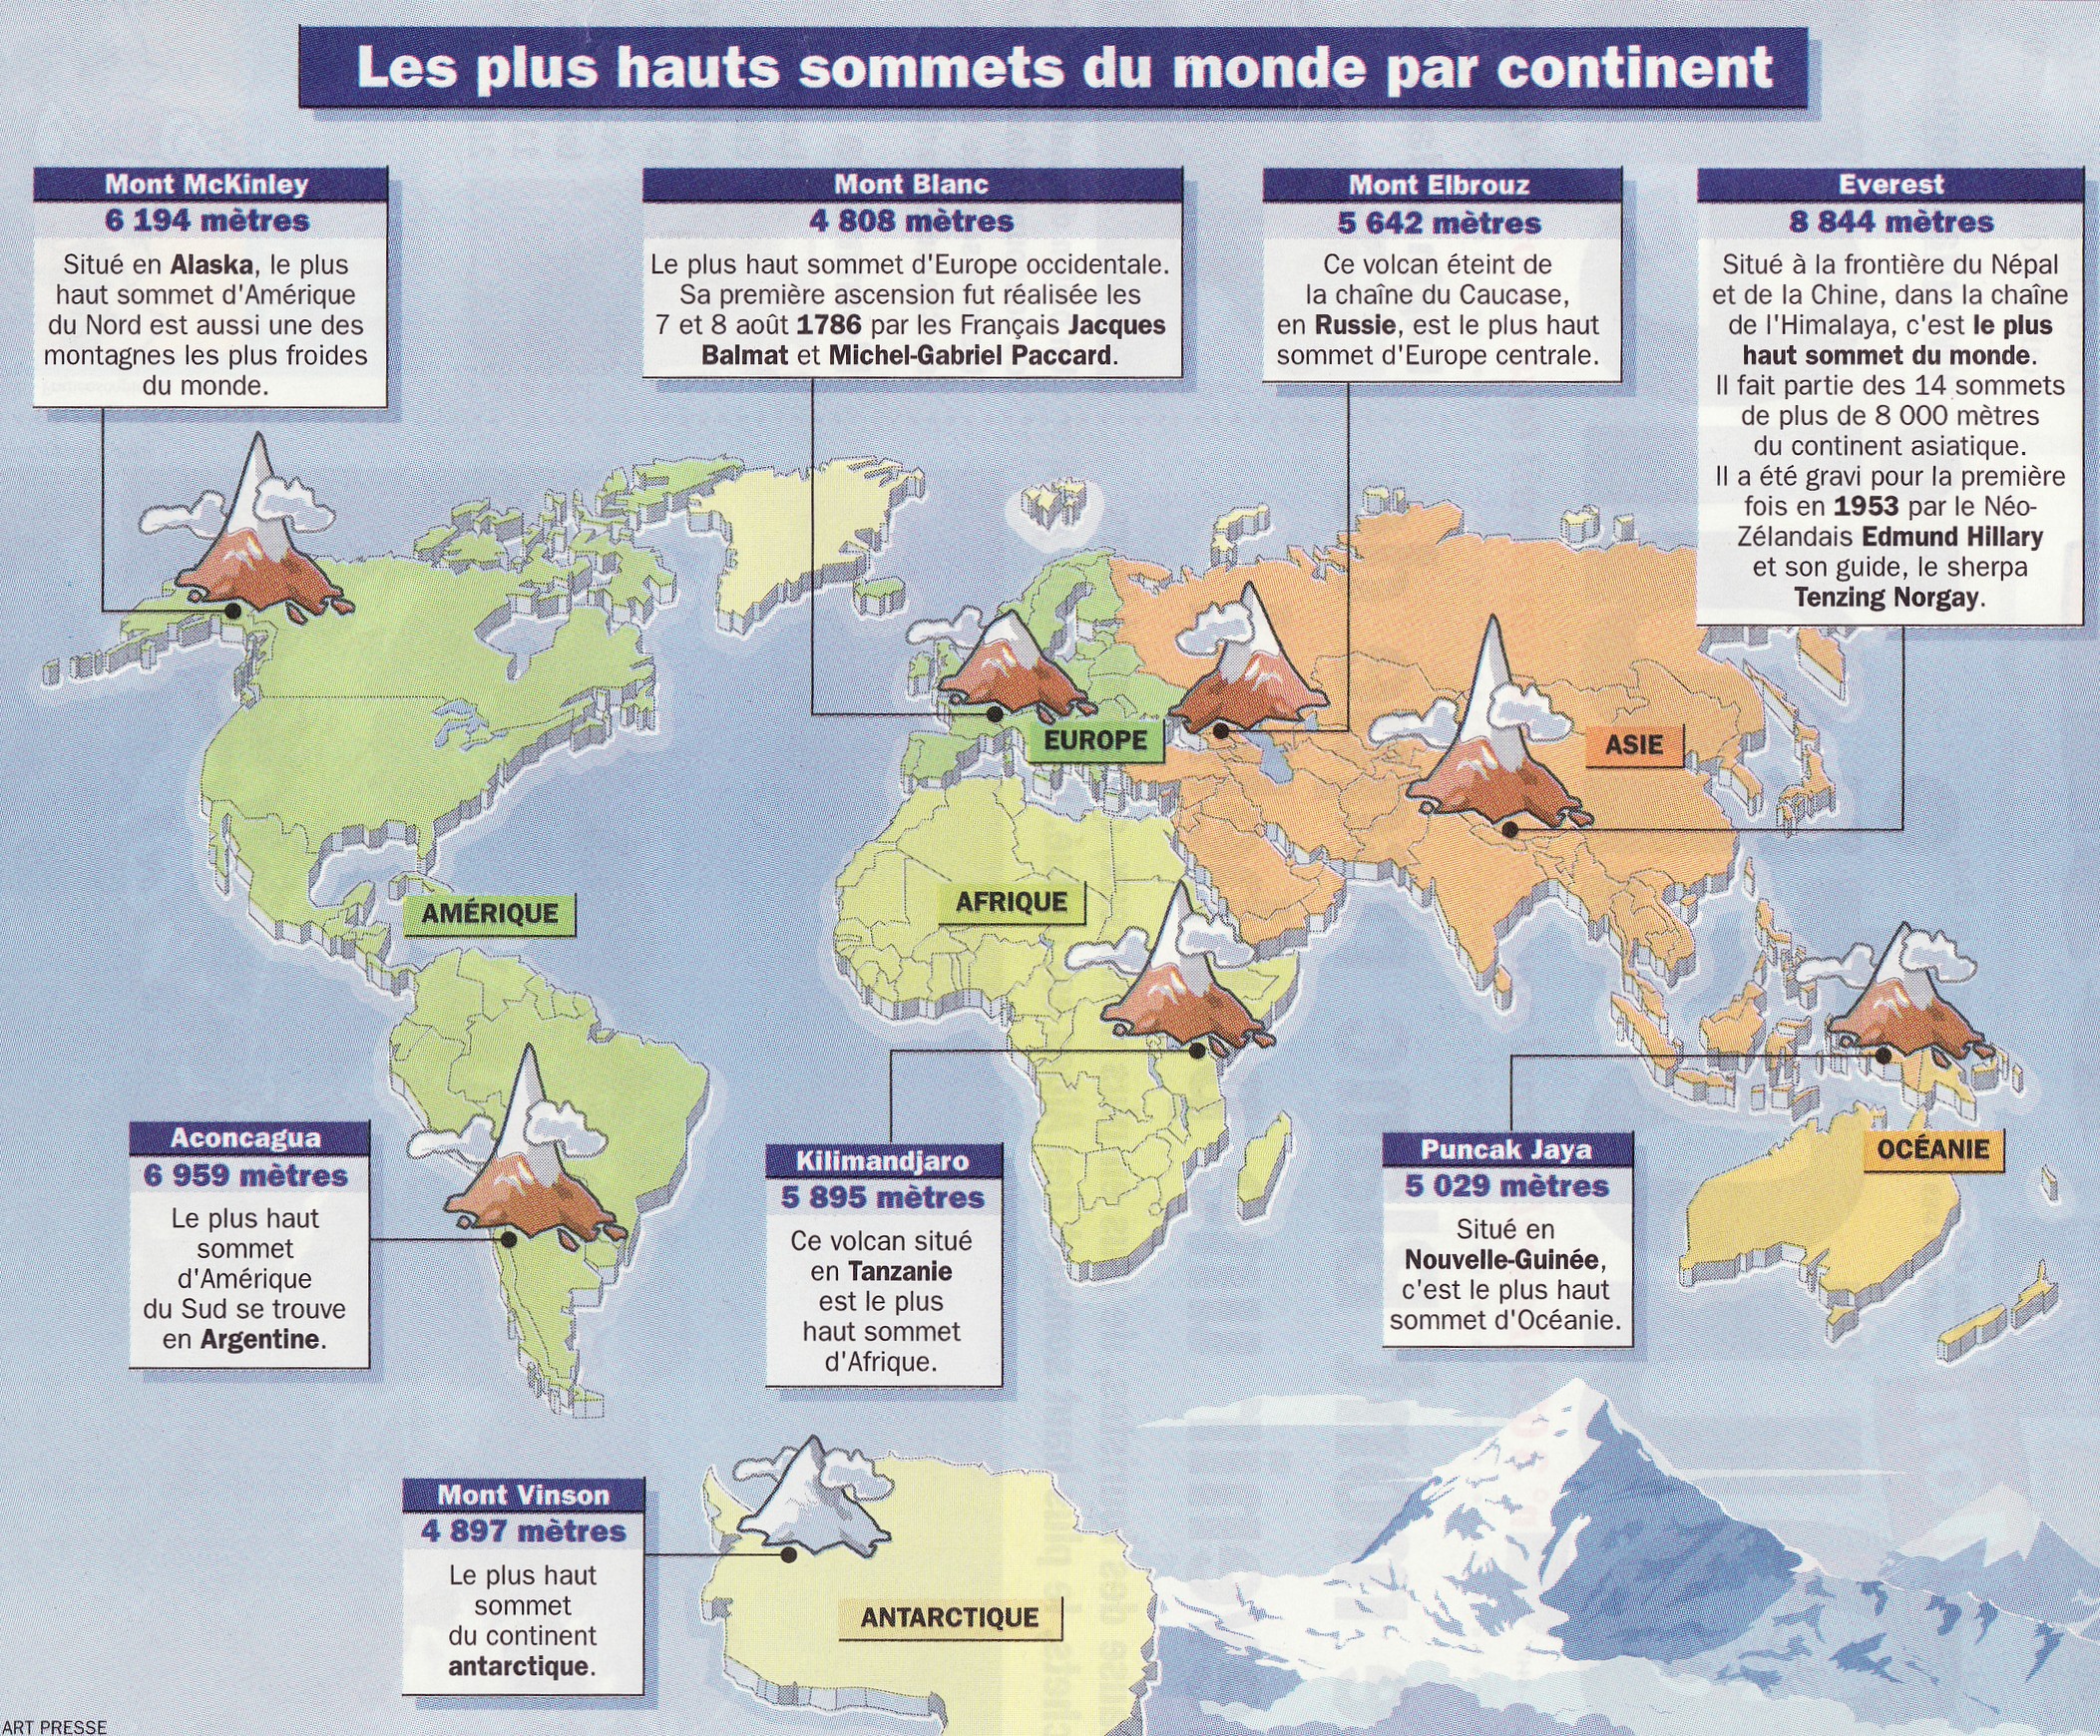 Les plus hauts sommets du monde par continent
Mont McKinley
6 194 mètres
Situé en Alaska, le plus
haut sommet d'Amérique
du Nord est aussi une des
montagnes les plus froides
du monde.
Mont Blanc
4 808 mètres
Le plus haut sommet d'Europe occidentale.
Sa première ascension fut réalisée les
7 et 8 août 1786 par les Français Jacques
Balmat et Michel-Gabriel Paccard.
Mont Elbrouz
5 642 mètres
Ce volcan éteint de
la chaîne du Caucase,
en Russie, est le plus haut
sommet d'Europe centrale.
Everest
8 844 mètres
Situé à la frontière du Népal
et de la Chine, dans la chaîne
de l'Himalaya, c'est le plus
haut sommet du monde.
Il fait partie des 14 sommets
de plus de 8 000 mètres
du continent asiatique.
Il a été gravi pour la première
fois en 1953 par le Néo-
Zélandais Edmund Hillary
et son guide, le sherpa
Tenzing Norgay.
EUROPE
ASIE
AMÉRIQUE
AFRIQUE
OCÉANIE
Aconcagua
6 959 mètres
Le plus haut
sommet
d'Amérique
du Sud se trouve
en Argentine.
Kilimandjaro
5 895 mètres
Ce volcan situé
en Tanzanie
est le plus
haut sommet
d'Afrique.
Puncak Jaya
5 029 mètres
Situé en
Nouvelle-Guinée,
c'est le plus haut
sommet d'Océanie.
Mont Vinson
4 897 mètres
Le plus haut
sommet
du continent
antarctique.
ANTARCTIQUE
ART PRESSE